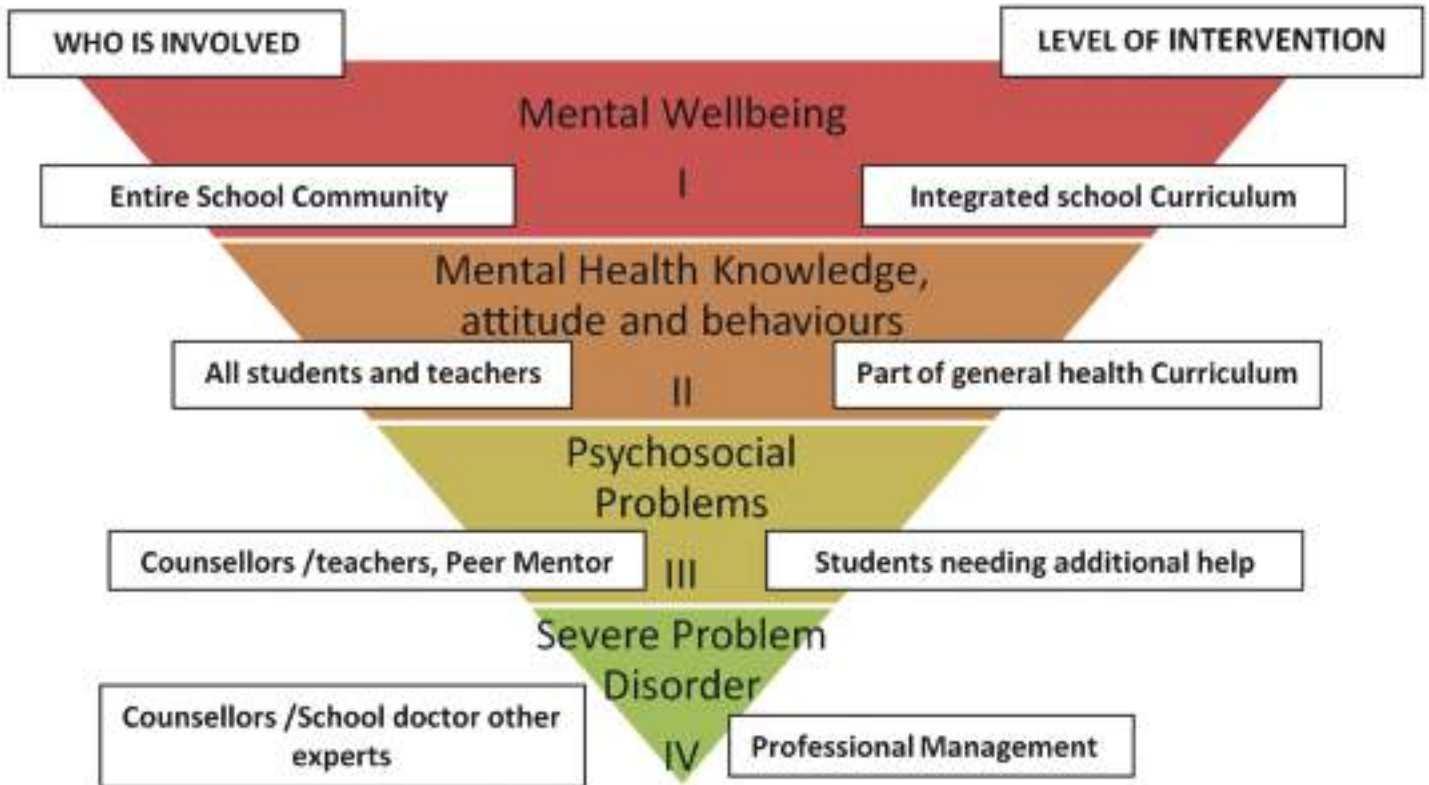 WHO IS INVOLVED
LEVEL OF INTERVENTION
Mental Wellbeing
I
Entire School Community
Integrated school Curriculum
Mental Health Knowledge,
attitude and behaviours
II
All students and teachers
Part of general health Curriculum
Psychosocial
Problems
III
Counsellors /teachers, Peer Mentor
Students needing additional help
Severe Problem
Disorder
IV
Counsellors /School doctor other
experts
Professional Management